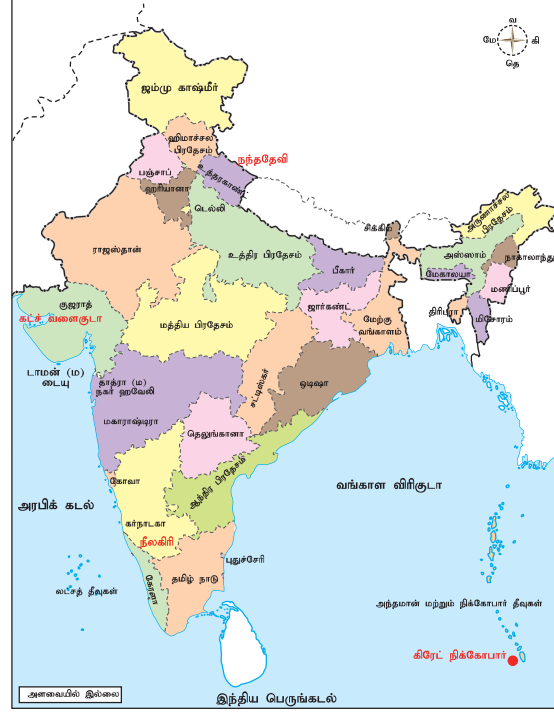 வ
மே
கி
தெ
ஜம்மு காஷ்மீர்
ஹிமாச்சல
பிரதேசம்
நந்ததேவி
பஞ்சாப்
உத்தரகாண்ட்
ஹரியானா
டெல்லி
அருணாச்சல
பிரதேசம்
சிக்கிம்
ராஜஸ்தான்
உத்திர பிரதேசம்
அஸ்ஸாம்
நாகாலாந்து
பீகார்
மேகாலயா
மணிப்பூர்
குஜராத்
கட்ச் வளைகுடா
மத்திய பிரதேசம்
ஜார்கண்ட்
மேற்கு
வங்காளம்
திரிபுரா
மிசோரம்
டாமன் (ம)
டையு
தாத்ரா (ம)
நகர் ஹவேலி
சட்டிஸ்கர்
ஒடிஷா
மகாராஷ்டிரா
தெலுங்கானா
ஆந்திர பிரதேசம்
கோவா
வங்காள விரிகுடா
அரபிக் கடல்
கர்நாடகா
நீலகிரி
புதுச்சேரி
தமிழ் நாடு
கேரளா
லட்சத் தீவுகள்
அந்தமான் மற்றும் நிக்கோபார் தீவுகள்
கிரேட் நிக்கோபார்
அளவையில் இல்லை
இந்திய பெருங்கடல்